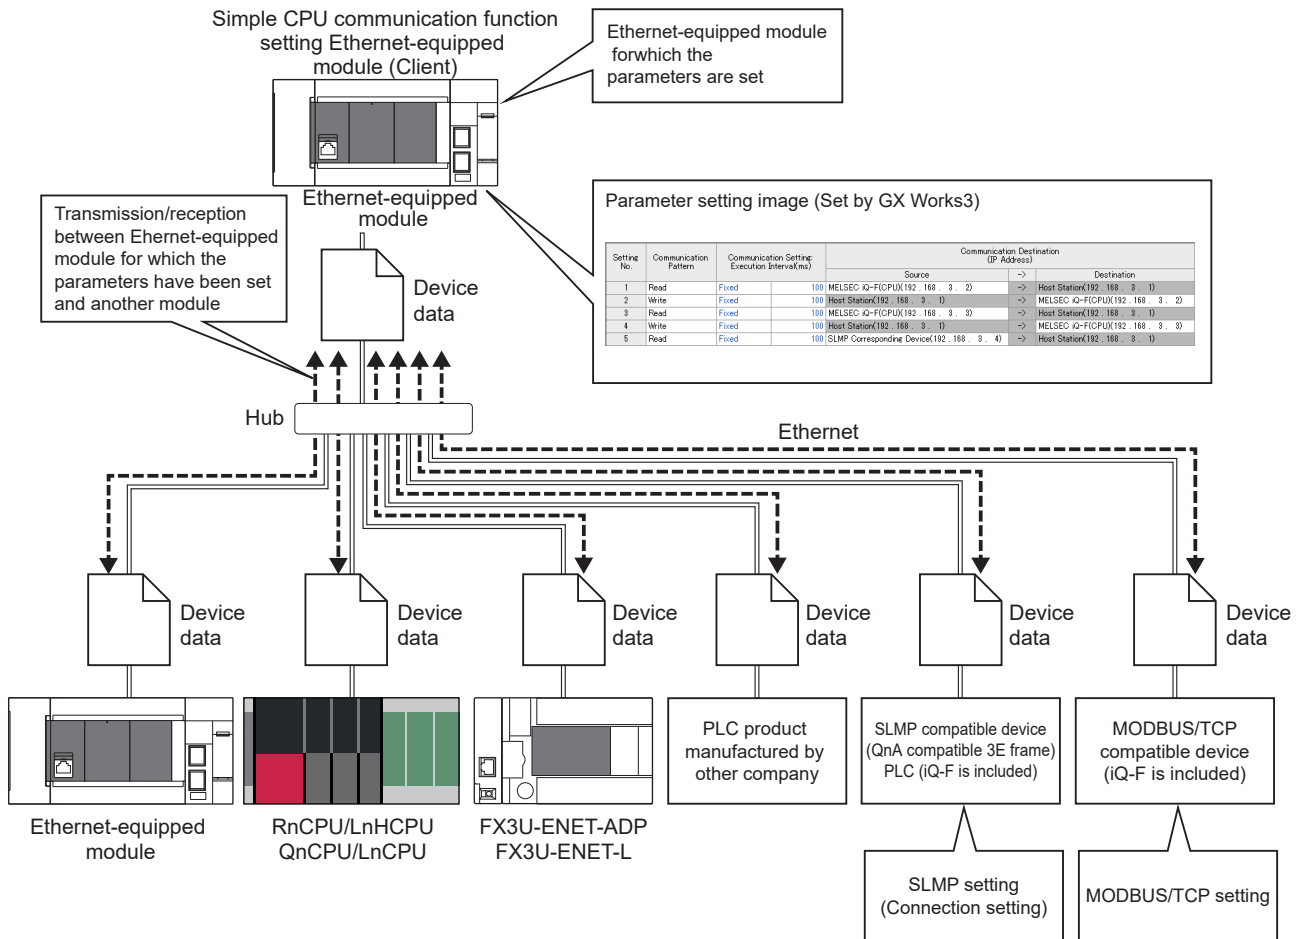 Simple CPU communication function
setting Ethernet-equipped
module (Client)
Ethernet-equipped module
forwhich the
parameters are set
Ethernet-equipped
module
Transmission/reception
between Ehernet-equipped
module for which the
parameters have been set
and another module
Device
data
Parameter setting image (Set by GX Works3)
Setting No. Communication Pattern Communication Setting: Execution Interval(ms) Communication Destination (IP Address)
Source -> Destination
1 Read Fixed 100 MELSEC iQ-F(CPU)(192 . 168 . 3 . 2) -> Host Station(192 . 168 . 3 . 1)
2 Write Fixed 100 Host Station(192 . 168 . 3 . 1) -> MELSEC iQ-F(CPU)(192 . 168 . 3 . 2)
3 Read Fixed 100 MELSEC iQ-F(CPU)(192 . 168 . 3 . 3) -> Host Station(192 . 168 . 3 . 1)
4 Write Fixed 100 Host Station(192 . 168 . 3 . 1) -> MELSEC iQ-F(CPU)(192 . 168 . 3 . 3)
5 Read Fixed 100 SLMP Corresponding Device(192 . 168 . 3 . 4) -> Host Station(192 . 168 . 3 . 1)
Hub
Ethernet
Device
data
Device
data
Device
data
Device
data
Device
data
Device
data
Ethernet-equipped
module
RnCPU/LnHCPU
QnCPU/LnCPU
FX3U-ENET-ADP
FX3U-ENET-L
PLC product
manufactured by
other company
SLMP compatible device
(QnA compatible 3E frame)
PLC (iQ-F is included)
MODBUS/TCP
compatible device
(iQ-F is included)
SLMP setting
(Connection setting)
MODBUS/TCP setting